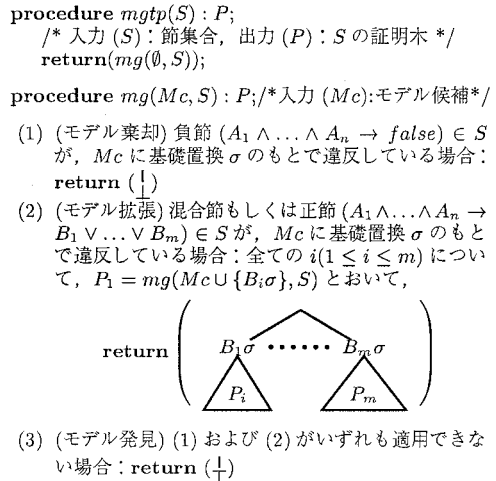 procedure mgtp(S) : P;
/* 入力 (S)：節集合，出力 (P)：S の証明木 */
return(mg(∅, S));
procedure mg(Mc, S) : P;/*入力 (Mc):モデル候補*/
(1) (モデル棄却) 負節 (A₁ ∧ … ∧ Aₙ → false) ∈ S
が，Mc に基礎置換 σ のもとで違反している場合：
return (⊥)
(2) (モデル拡張) 混合節もしくは正節 (A₁∧…∧Aₙ →
B₁ ∨ … ∨ Bₘ) ∈ S が，Mc に基礎置換 σ のもと
で違反している場合：全ての i(1 ≤ i ≤ m) につい
て，P₁ = mg(Mc ∪ {Bᵢσ}, S) とおいて，
return ( B₁σ •••••• Bₘσ )
Pᵢ Pₘ
(3) (モデル発見) (1) および (2) がいずれも適用できな
い場合：return (⊤)